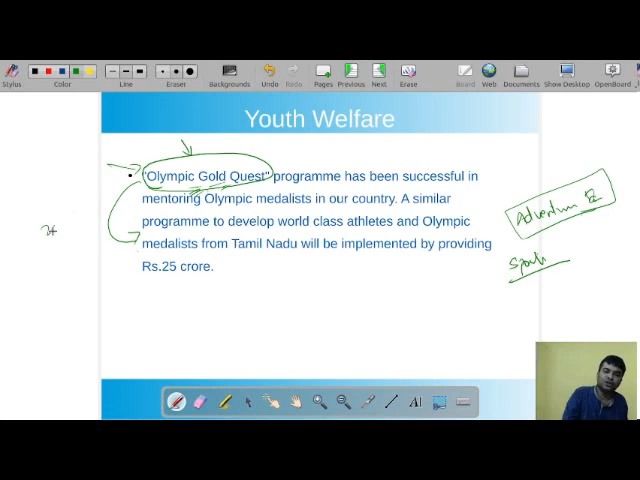 Stylus
Color
Line
Eraser
Backgrounds
Undo
Redo
Pages
Previous
Next
Erase
Board
Web
Documents
Show Desktop
OpenBoard
Youth Welfare
• "Olympic Gold Quest" programme has been successful in
mentoring Olympic medalists in our country. A similar
programme to develop world class athletes and Olympic
medalists from Tamil Nadu will be implemented by providing
Rs.25 crore.